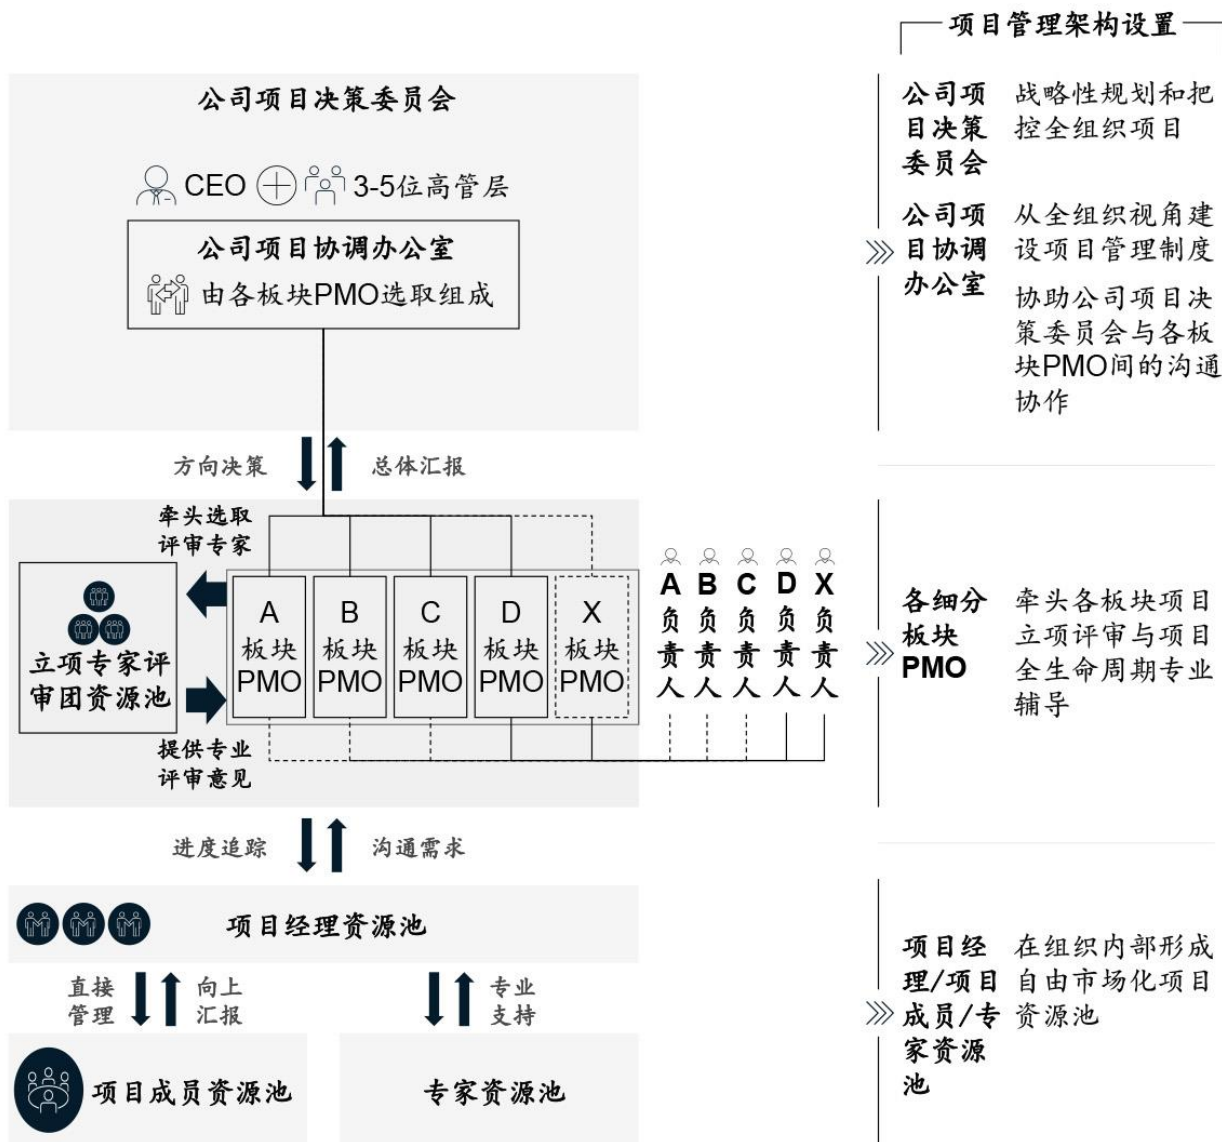 项目管理架构设置
公司项目决策委员会
CEO
3-5位高管层
公司项目协调办公室
由各板块PMO选取组成
公司项
目决策
委员会
战略性规划和把
控全组织项目
公司项
目协调
办公室
从全组织视角建
设项目管理制度
协助公司项目决
策委员会与各板
块PMO间的沟通
协作
方向决策
总体汇报
牵头选取
评审专家
立项专家评
审团资源池
提供专业
评审意见
A
板块
PMO
B
板块
PMO
C
板块
PMO
D
板块
PMO
X
板块
PMO
A
负
责
人
B
负
责
人
C
负
责
人
D
负
责
人
X
负
责
人
各细分
板块
PMO
牵头各板块项目
立项评审与项目
全生命周期专业
辅导
进度追踪
沟通需求
项目经理资源池
直接
管理
向上
汇报
专业
支持
项目成员资源池
专家资源池
项目经
理/项目
成员/专
家资源
池
在组织内部形成
自由市场化项目
资源池